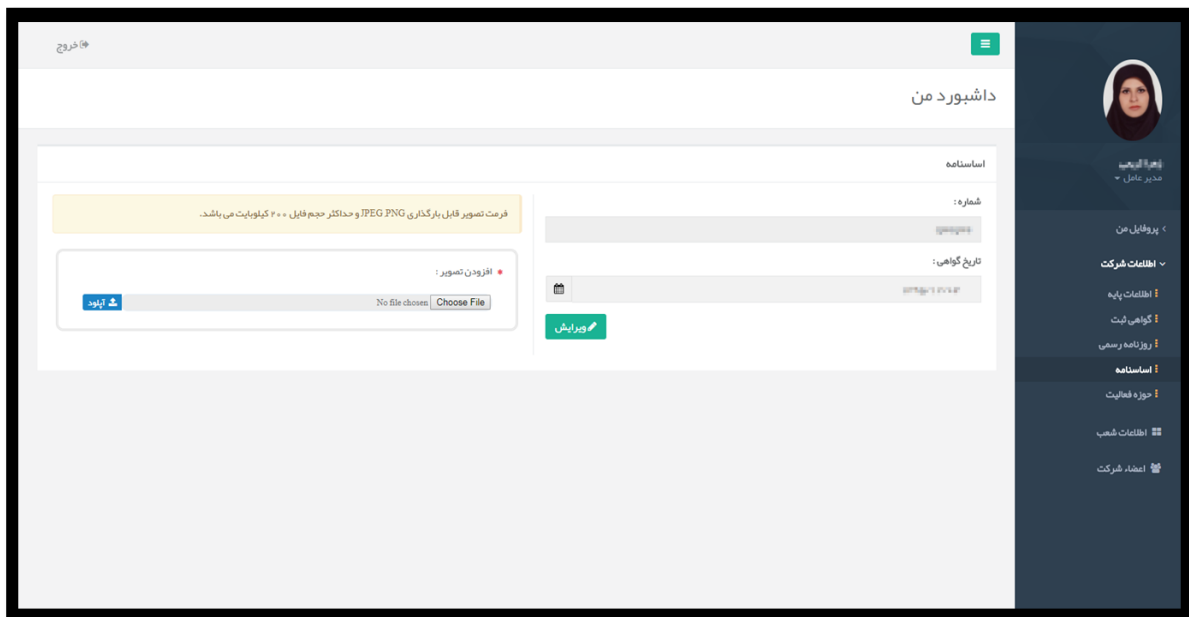 خروج
داشبورد من
اساسنامه
شماره :
تاریخ گواهی :
ویرایش
فرمت تصویر قابل بارگذاری JPEG ,PNG و حداکثر حجم فایل ۲۰۰ کیلوبایت می باشد.
* افزودن تصویر :
Choose File No file chosen
آپلود
مدیر عامل
پروفایل من
اطلاعات شرکت
اطلاعات پایه
گواهی ثبت
روزنامه رسمی
اساسنامه
حوزه فعالیت
اطلاعات شعب
اعضاء شرکت